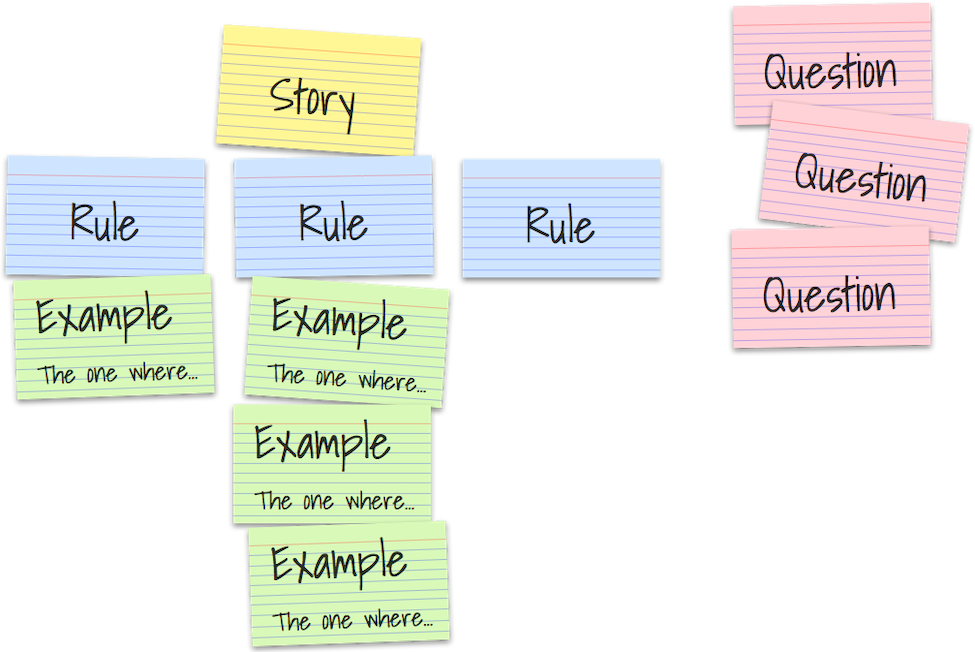 Story
Rule
Rule
Rule
Example
The one where...
Example
The one where...
Example
The one where...
Example
The one where...
Question
Question
Question